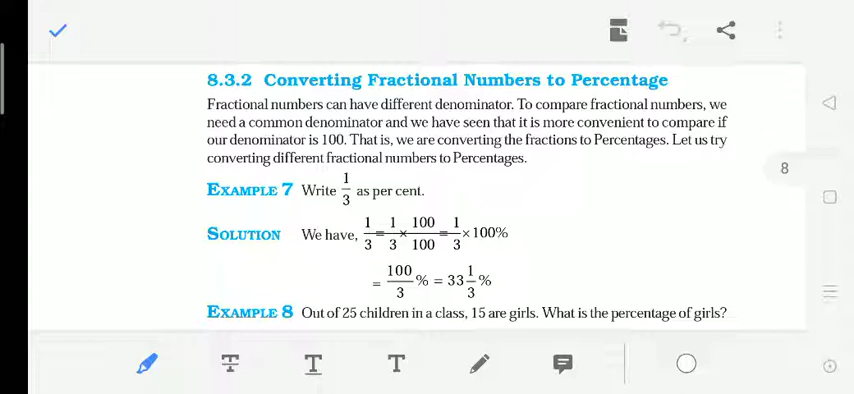 8.3.2 Converting Fractional Numbers to Percentage
Fractional numbers can have different denominator. To compare fractional numbers, we
need a common denominator and we have seen that it is more convenient to compare if
our denominator is 100. That is, we are converting the fractions to Percentages. Let us try
converting different fractional numbers to Percentages.
EXAMPLE 7 Write 1/3 as per cent.
SOLUTION We have, 1/3 = 1/3 × 100/100 = 1/3 × 100%
= 100/3 % = 33 1/3 %
EXAMPLE 8 Out of 25 children in a class, 15 are girls. What is the percentage of girls?
8
T
T
T